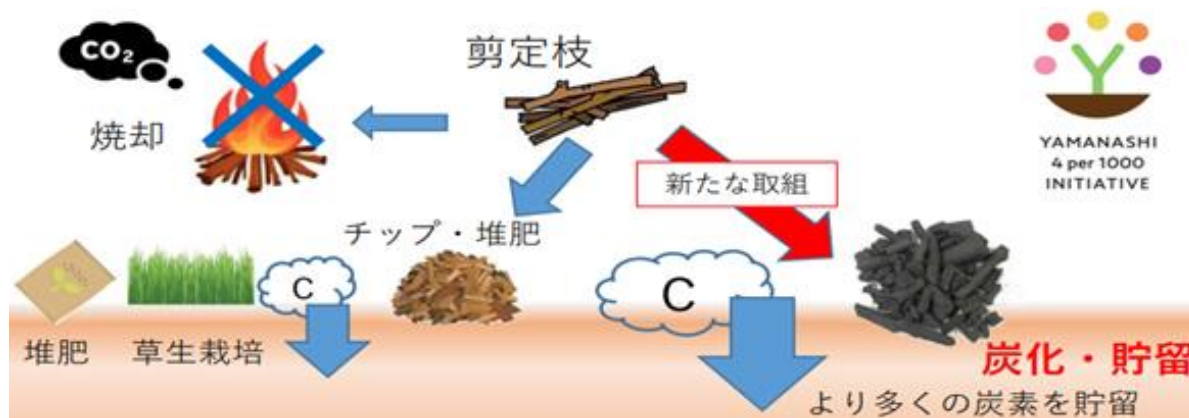 CO2
焼却
剪定枝
新たな取組
YAMANASHI
4 per 1000
INITIATIVE
チップ・堆肥
堆肥
草生栽培
C
C
炭化・貯留
より多くの炭素を貯留